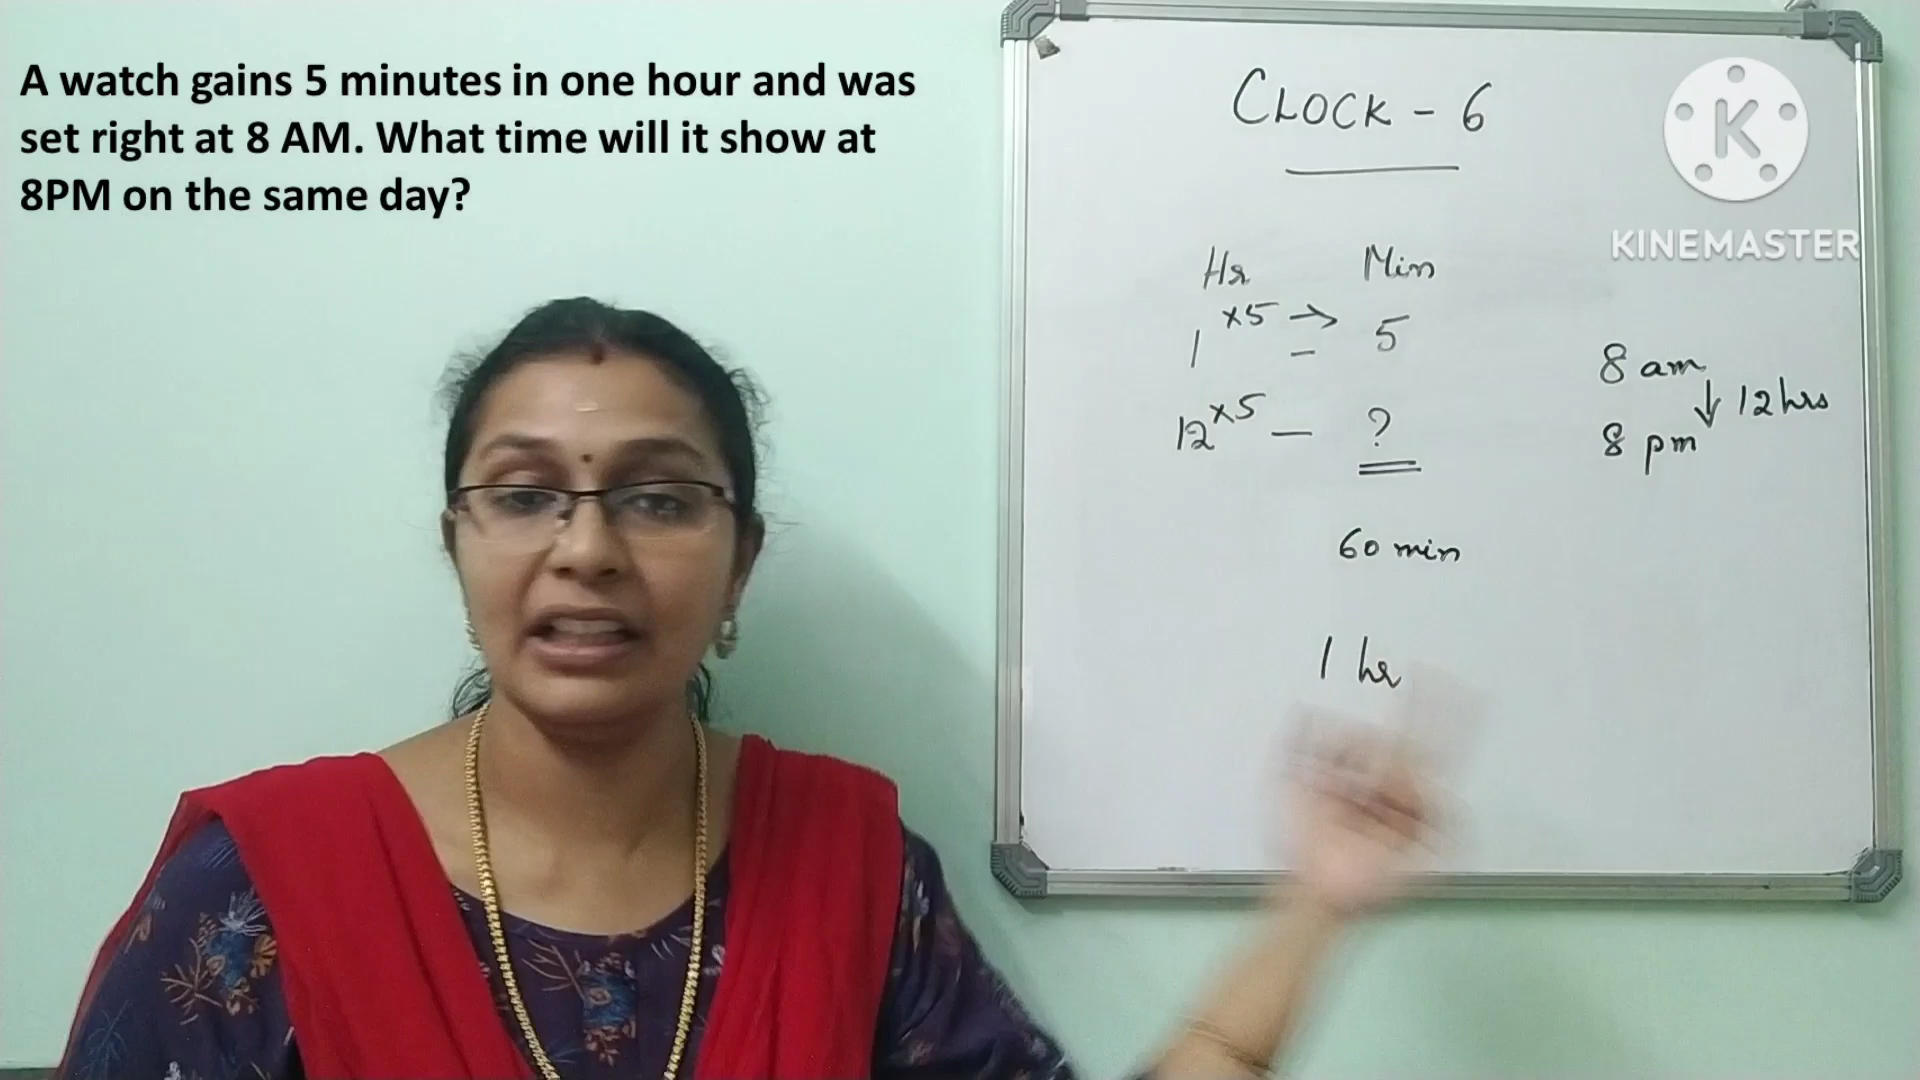 A watch gains 5 minutes in one hour and was
set right at 8 AM. What time will it show at
8PM on the same day?
CLOCK - 6
K
KINEMASTER
Hr Min
1 ×5 → - 5
12 ×5 - ?
60 min
1 hr
8 am
↓ 12 hrs
8 pm